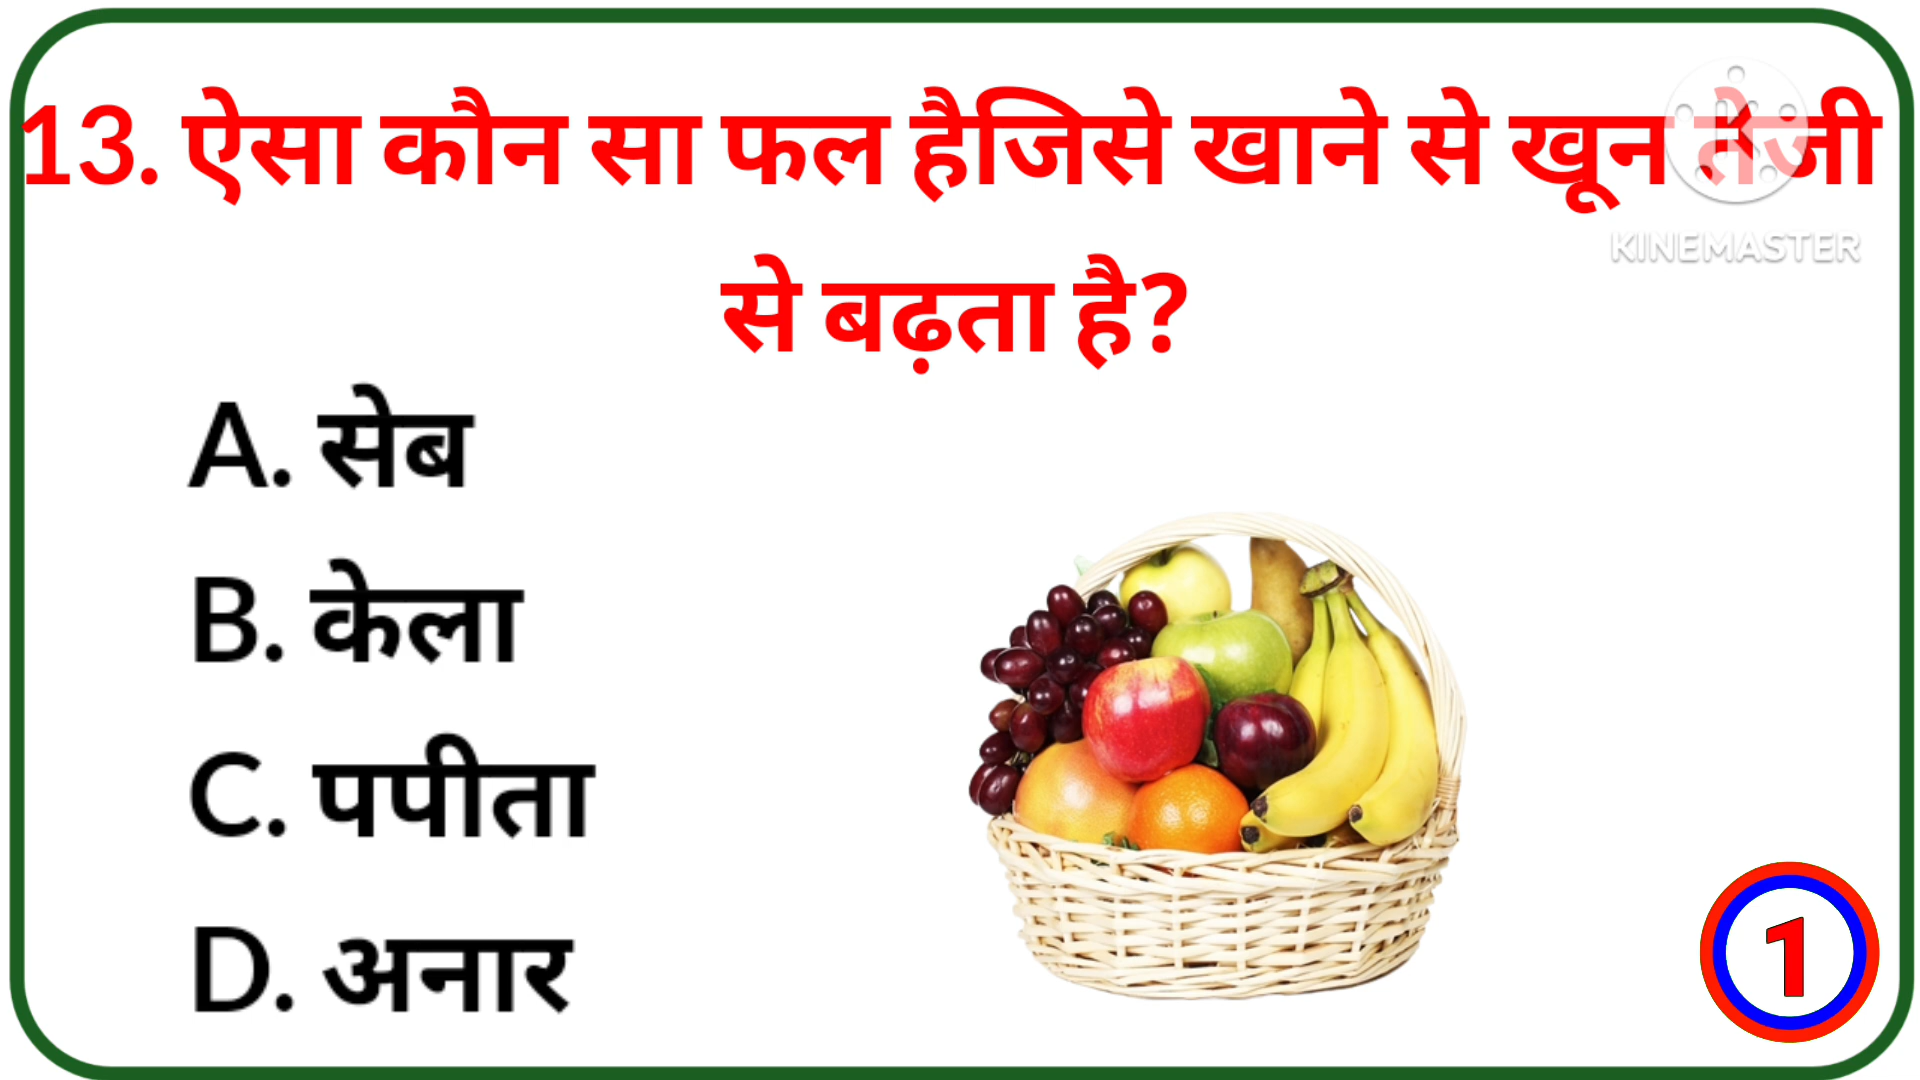 13. ऐसा कौन सा फल हैजिसे खाने से खून तेजी
KINEMASTER
से बढ़ता है?
A. सेब
B. केला
C. पपीता
D. अनार
1